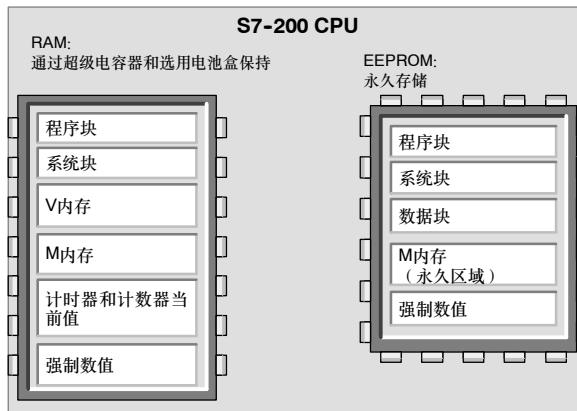 S7-200 CPU
RAM:
通过超级电容器和选用电池盒保持
程序块
系统块
V内存
M内存
计时器和计数器当
前值
强制数值
EEPROM:
永久存储
程序块
系统块
数据块
M内存
（永久区域）
强制数值